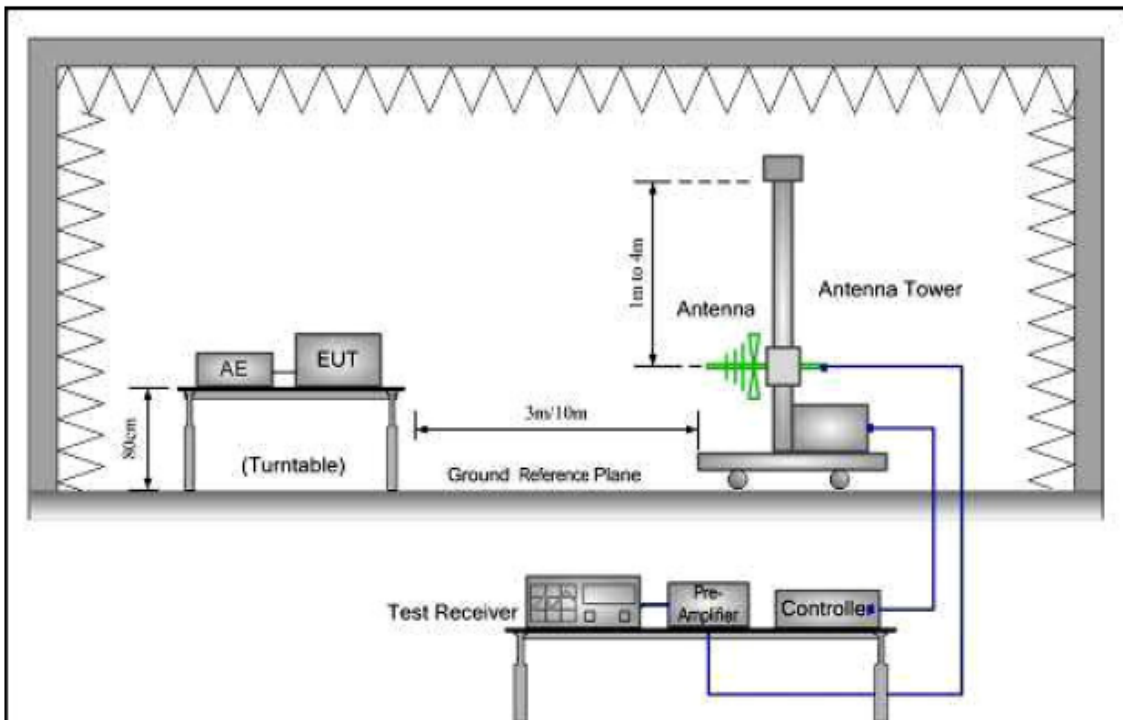 1m to 4m
Antenna
Antenna Tower
AE
EUT
80cm
3m/10m
(Turntable)
Ground Reference Plane
Test Receiver
Pre-
Amplifier
Controller